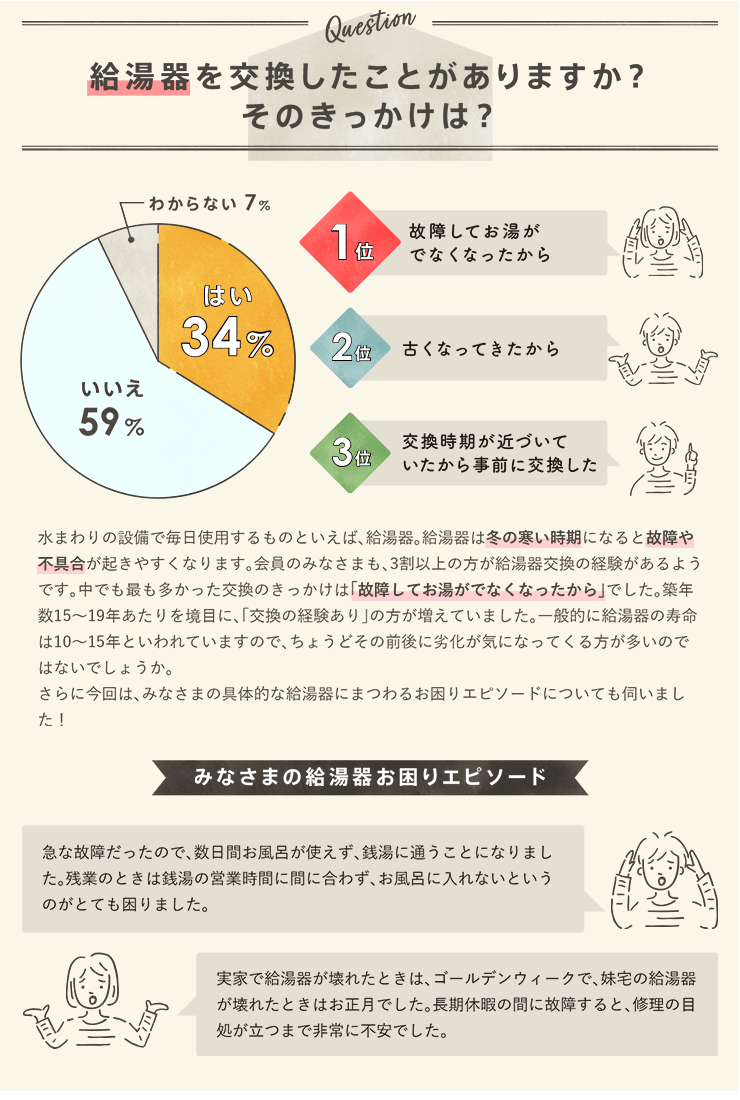 Question
給湯器を交換したことがありますか？
そのきっかけは？
わからない 7%
はい
34%
いいえ
59%
1位
故障してお湯が
でなくなったから
2位
古くなってきたから
3位
交換時期が近づいて
いたから事前に交換した
水まわりの設備で毎日使用するものといえば、給湯器。給湯器は冬の寒い時期になると故障や
不具合が起きやすくなります。会員のみなさまも、3割以上の方が給湯器交換の経験があるよう
です。中でも最も多かった交換のきっかけは「故障してお湯がでなくなったから」でした。築年
数15〜19年あたりを境目に、「交換の経験あり」の方が増えていました。一般的に給湯器の寿命
は10〜15年といわれていますので、ちょうどその前後に劣化が気になってくる方が多いので
はないでしょうか。
さらに今回は、みなさまの具体的な給湯器にまつわるお困りエピソードについても伺いまし
た！
みなさまの給湯器お困りエピソード
急な故障だったので、数日間お風呂が使えず、銭湯に通うことになりまし
た。残業のときは銭湯の営業時間に間に合わず、お風呂に入れないという
のがとても困りました。
実家で給湯器が壊れたときは、ゴールデンウィークで、妹宅の給湯器
が壊れたときはお正月でした。長期休暇の間に故障すると、修理の目
処が立つまで非常に不安でした。